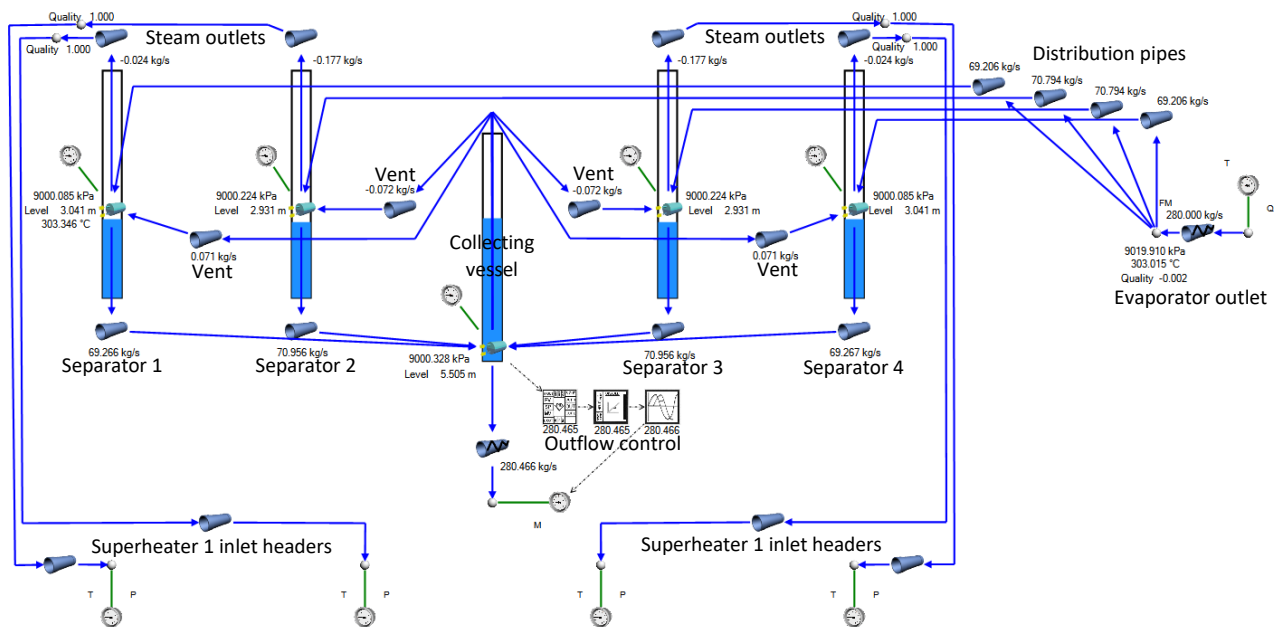 Quality 1.000
Quality 1.000
Steam outlets
-0.024 kg/s
-0.177 kg/s
Quality 1.000
Quality 1.000
Steam outlets
-0.177 kg/s
-0.024 kg/s
Distribution pipes
69.206 kg/s
70.794 kg/s
70.794 kg/s
69.206 kg/s
9000.085 kPa
Level 3.041 m
303.346 °C
9000.224 kPa
Level 2.931 m
Vent
-0.072 kg/s
Vent
-0.072 kg/s
9000.224 kPa
Level 2.931 m
9000.085 kPa
Level 3.041 m
T
Q
FM
280.000 kg/s
9019.910 kPa
303.015 °C
Quality -0.002
Evaporator outlet
0.071 kg/s
Vent
Collecting
vessel
0.071 kg/s
Vent
69.266 kg/s
Separator 1
70.956 kg/s
Separator 2
9000.328 kPa
Level 5.505 m
70.956 kg/s
Separator 3
69.267 kg/s
Separator 4
280.465
280.465
280.466
Outflow control
280.466 kg/s
M
Superheater 1 inlet headers
Superheater 1 inlet headers
T P
T P
T P
T P